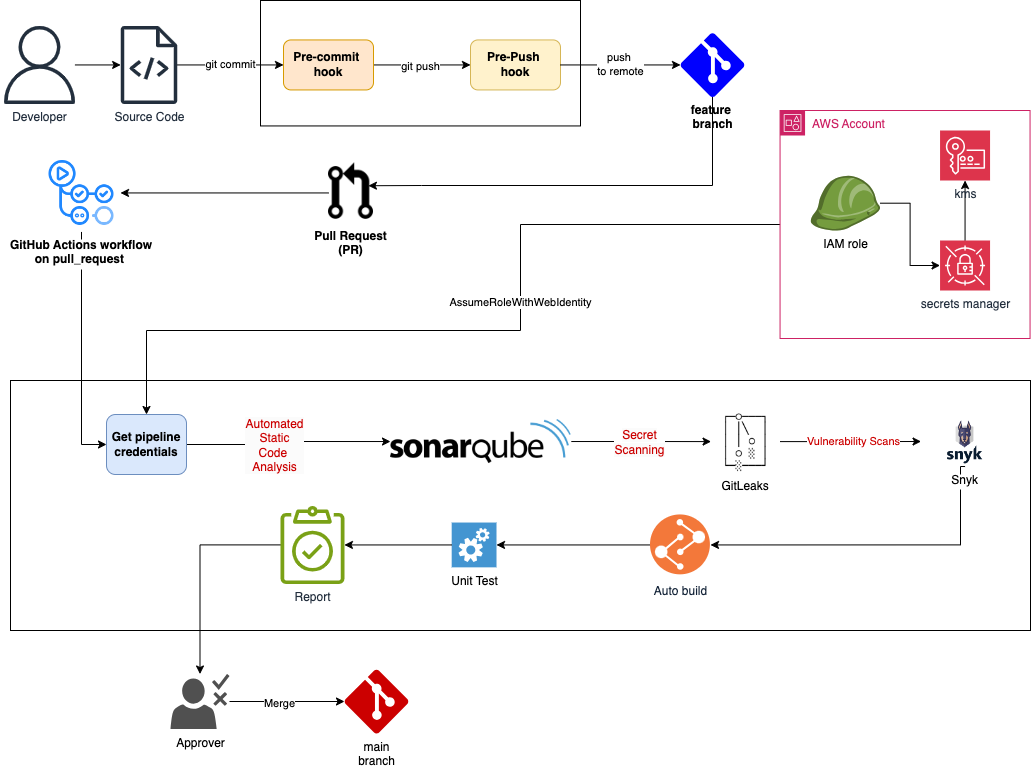 Developer
Source Code
git commit
Pre-commit
hook
git push
Pre-Push
hook
push
to remote
feature
branch
AWS Account
kms
IAM role
secrets manager
Pull Request
(PR)
GitHub Actions workflow
on pull_request
AssumeRoleWithWebIdentity
Get pipeline
credentials
Automated
Static
Code
Analysis
sonarqube
Secret
Scanning
GitLeaks
Vulnerability Scans
snyk
Snyk
Auto build
Unit Test
Report
Approver
Merge
main
branch